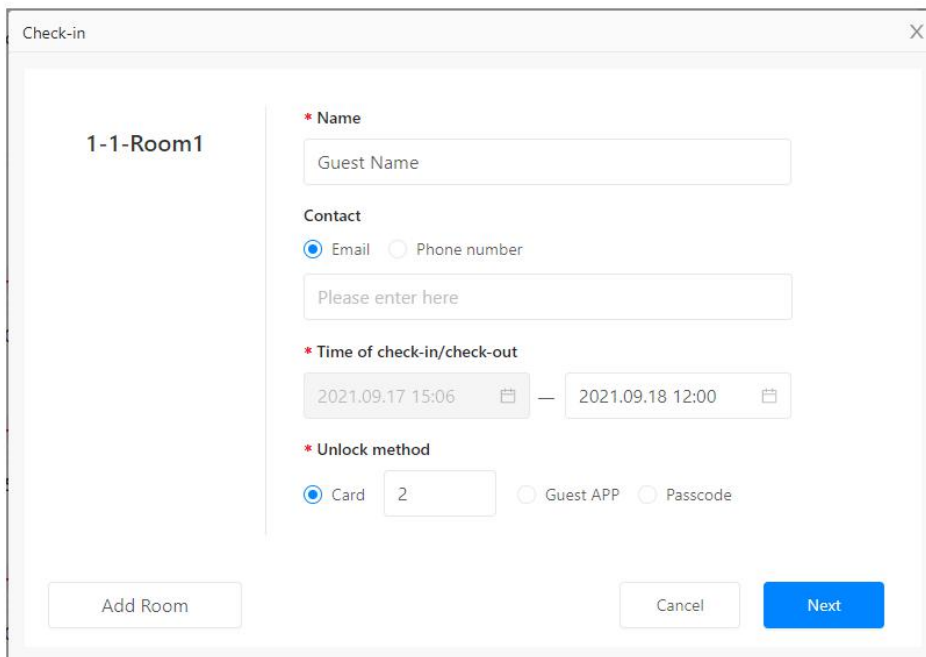 Check-in
1-1-Room1
* Name
Guest Name
Contact
Email Phone number
Please enter here
* Time of check-in/check-out
2021.09.17 15:06 — 2021.09.18 12:00
* Unlock method
Card 2 Guest APP Passcode
Add Room Cancel Next